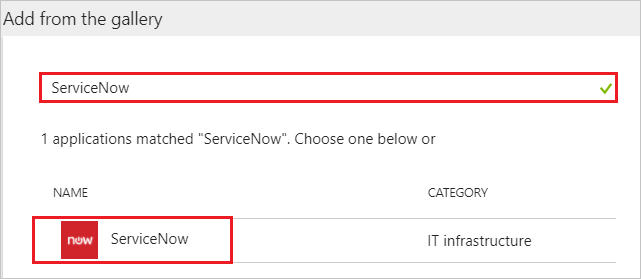 Add from the gallery
ServiceNow
1 applications matched "ServiceNow". Choose one below or
NAME CATEGORY
now ServiceNow IT infrastructure